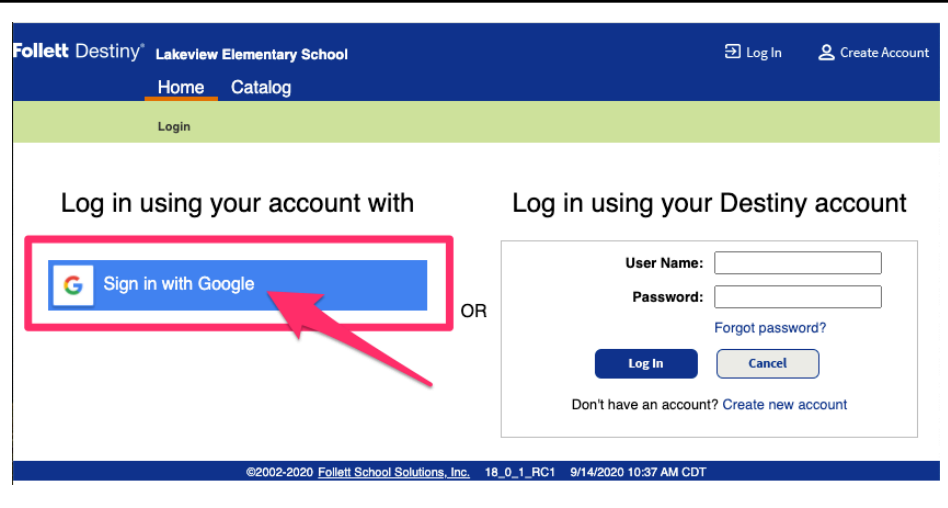 Follett Destiny® Lakeview Elementary School
Log In
Create Account
Home Catalog
Login
Log in using your account with
Sign in with Google
OR
Log in using your Destiny account
User Name:
Password:
Forgot password?
Log In
Cancel
Don't have an account? Create new account
©2002-2020 Follett School Solutions, Inc. 18_0_1_RC1 9/14/2020 10:37 AM CDT